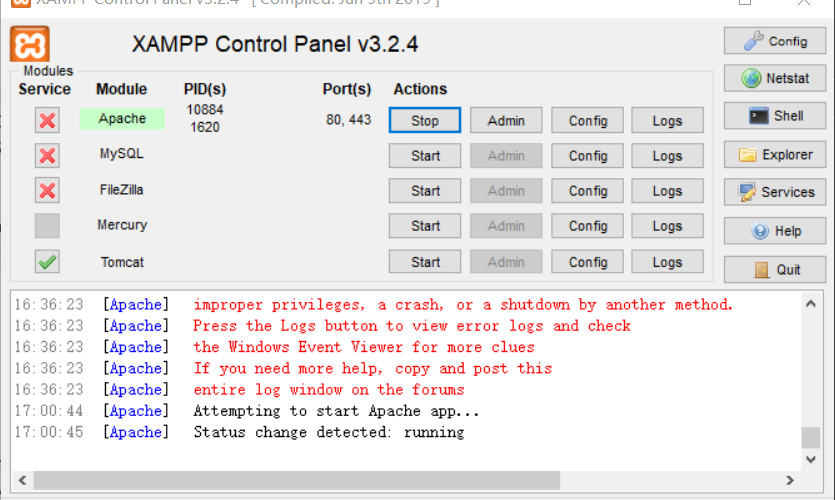 XAMPP Control Panel v3.2.4 [ Compiled: Jun 5th 2019 ]
XAMPP Control Panel v3.2.4
Config
Modules
Service Module PID(s) Port(s) Actions
Netstat
Apache 10884 1620 80, 443 Stop Admin Config Logs
Shell
MySQL Start Admin Config Logs
Explorer
FileZilla Start Admin Config Logs
Services
Mercury Start Admin Config Logs
Help
Tomcat Start Admin Config Logs
Quit
16:36:23 [Apache] improper privileges, a crash, or a shutdown by another method.
16:36:23 [Apache] Press the Logs button to view error logs and check
16:36:23 [Apache] the Windows Event Viewer for more clues
16:36:23 [Apache] If you need more help, copy and post this
16:36:23 [Apache] entire log window on the forums
17:00:44 [Apache] Attempting to start Apache app...
17:00:45 [Apache] Status change detected: running